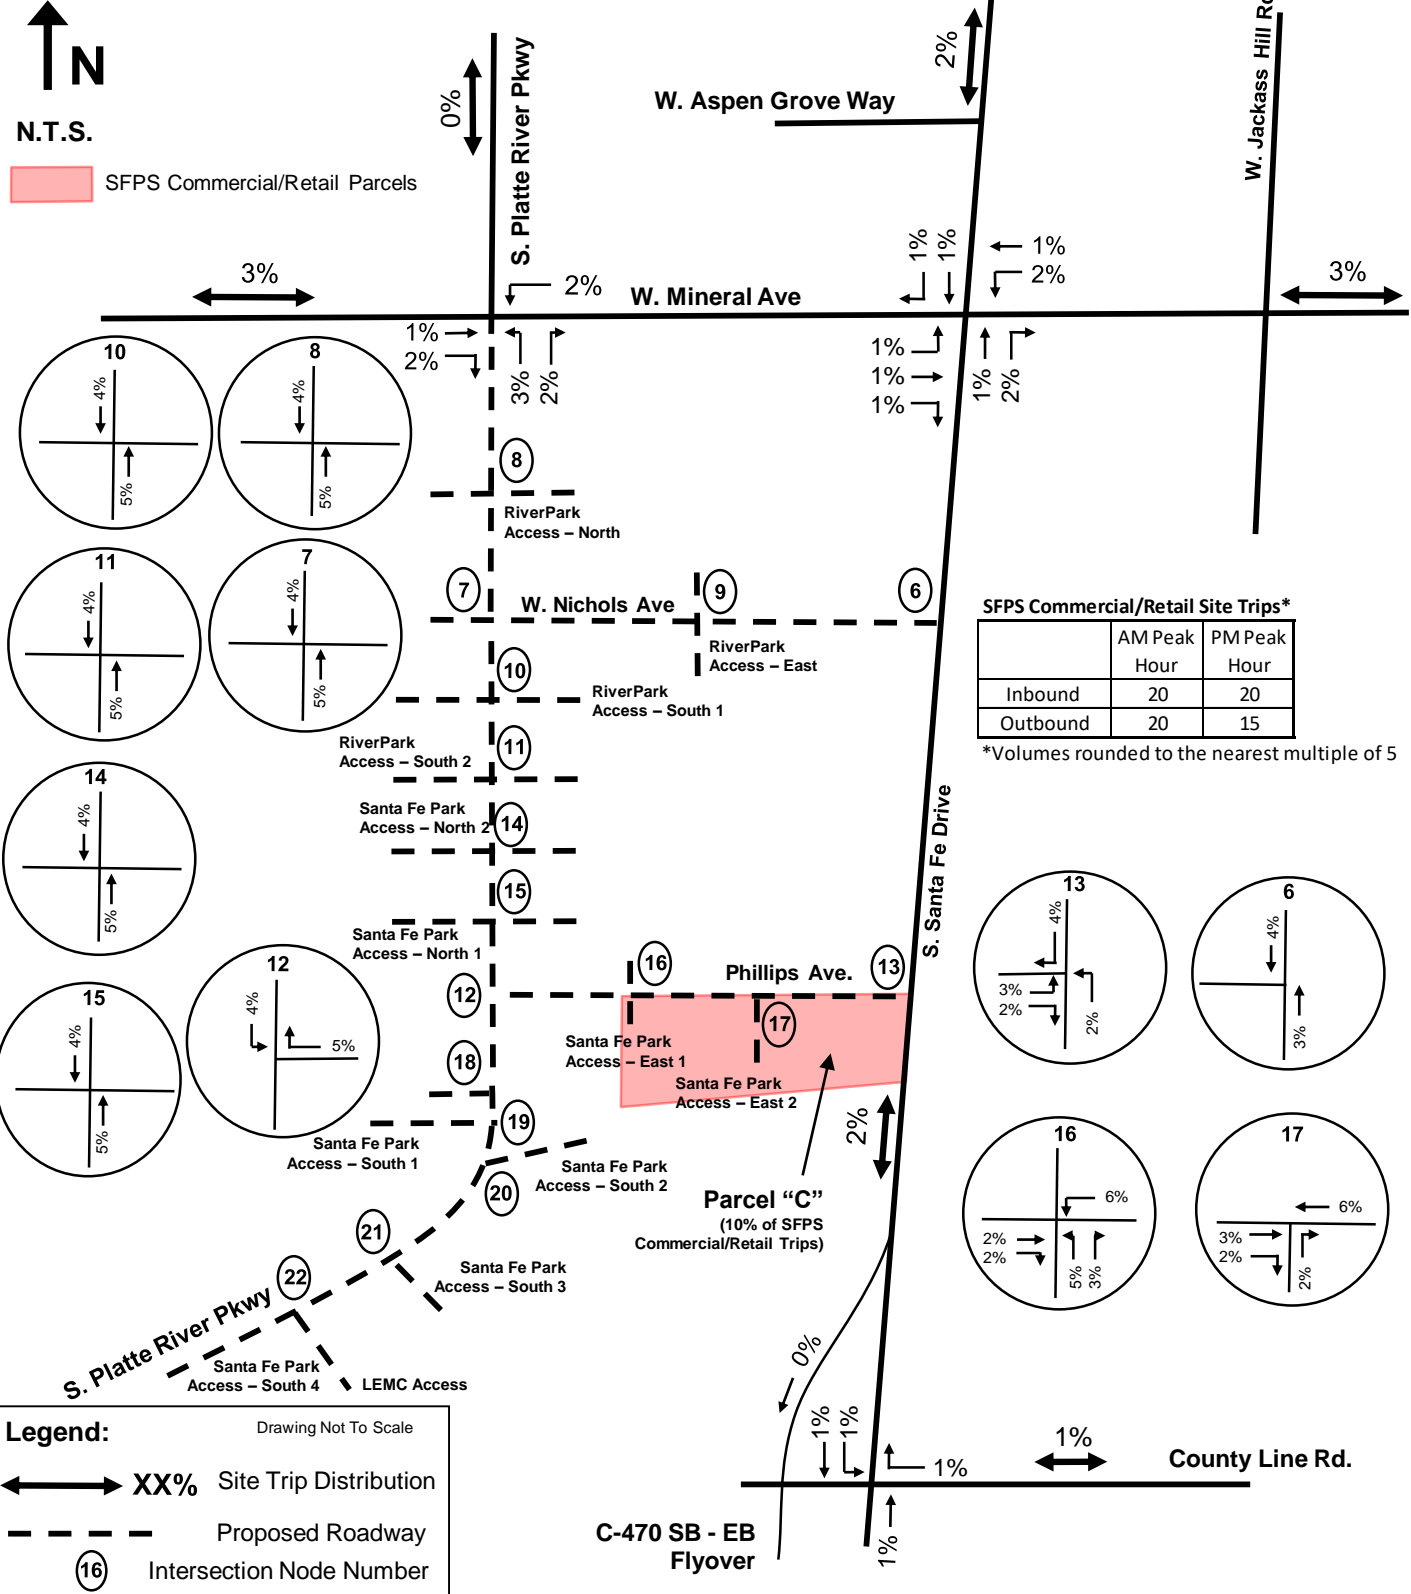 N
N.T.S.
SFPS Commercial/Retail Parcels
0%
S. Platte River Pkwy
W. Aspen Grove Way
2%
W. Jackass Hill Rd
3%
2%
W. Mineral Ave
1%
1%
1%
2%
3%
1%
2%
3%
2%
1%
1%
1%
1%
2%
10
4%
5%
8
4%
5%
8
RiverPark
Access – North
11
4%
5%
7
4%
5%
7
W. Nichols Ave
9
6
RiverPark
Access – East
10
RiverPark
Access – South 1
RiverPark
Access – South 2
11
SFPS Commercial/Retail Site Trips*
AM Peak Hour
PM Peak Hour
Inbound 20 20
Outbound 20 15
*Volumes rounded to the nearest multiple of 5
14
4%
5%
Santa Fe Park
Access – North 2
14
15
Santa Fe Park
Access – North 1
S. Santa Fe Drive
13
4%
3%
2%
2%
6
4%
3%
15
4%
5%
12
4%
5%
12
16
Phillips Ave.
13
17
Santa Fe Park
Access – East 1
Santa Fe Park
Access – East 2
18
19
Santa Fe Park
Access – South 1
Santa Fe Park
Access – South 2
20
2%
Parcel “C”
(10% of SFPS
Commercial/Retail Trips)
16
6%
2%
2%
5%
3%
17
6%
3%
2%
2%
21
Santa Fe Park
Access – South 3
22
S. Platte River Pkwy
Santa Fe Park
Access – South 4
LEMC Access
0%
1%
1%
1%
1%
1%
County Line Rd.
C-470 SB - EB
Flyover
Legend:
Drawing Not To Scale
XX% Site Trip Distribution
Proposed Roadway
16 Intersection Node Number